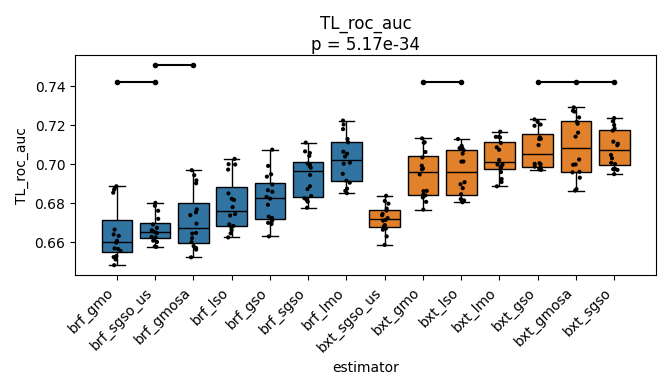 TL_roc_auc
p = 5.17e-34
TL_roc_auc
0.74
0.72
0.70
0.68
0.66
brf_gmo
brf_sgso_us
brf_gmosa
brf_lso
brf_gso
brf_sgso
brf_lmo
bxt_sgso_us
bxt_gmo
bxt_lso
bxt_lmo
bxt_gso
bxt_gmosa
bxt_sgso
estimator